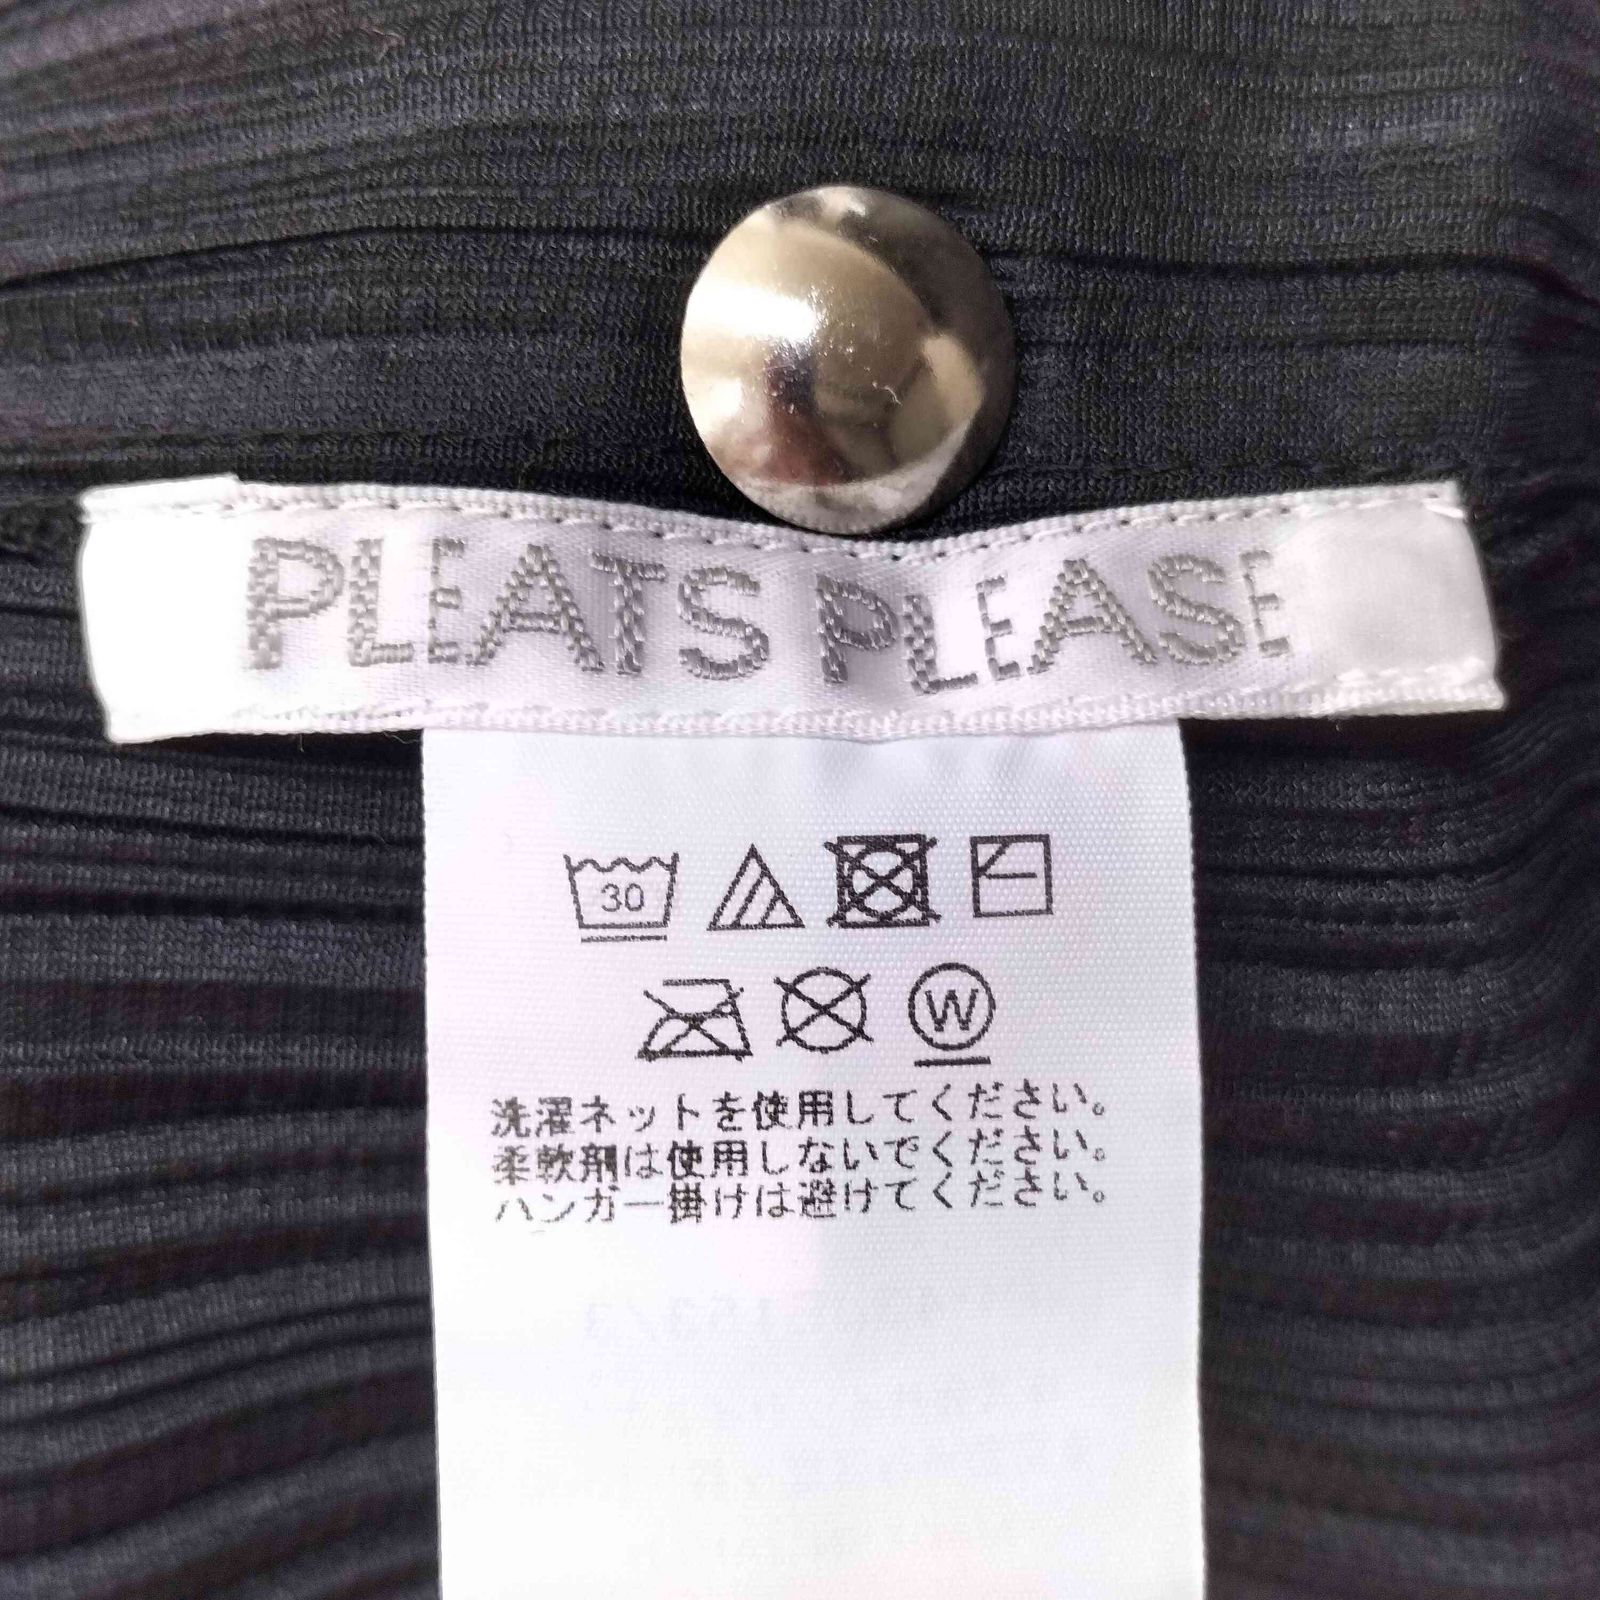 PLEATS PLEASE
30
W
洗濯ネットを使用してください。
柔軟剤は使用しないでください。
ハンガー掛けは避けてください。